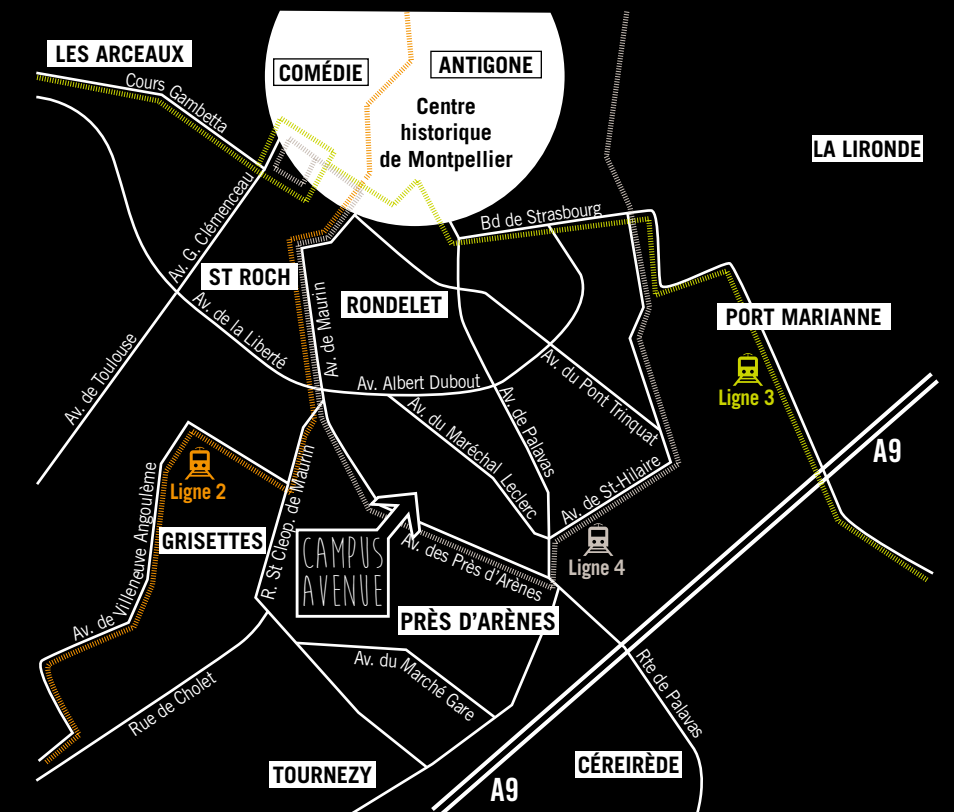 LES ARCEAUX
COMÉDIE
ANTIGONE
Centre
historique
de Montpellier
LA LIRONDE
Cours Gambetta
Av. G. Clémenceau
Bd de Strasbourg
ST ROCH
RONDELET
PORT MARIANNE
Av. de la Liberté
Av. de Maurin
Av. de Toulouse
Av. Albert Dubout
Av. du Pont Trinquat
Ligne 3
Av. de Palavas
Av. du Maréchal Leclerc
A9
Ligne 2
R. St Cleop. de Maurin
Av. de St-Hilaire
GRISETTES
Av. de Villeneuve Angoulème
CAMPUS
AVENUE
Av. des Près d'Arènes
Ligne 4
PRÈS D'ARÈNES
Av. du Marché Gare
Rue de Cholet
Rte de Palavas
TOURNEZY
CÉREIRÈDE
A9